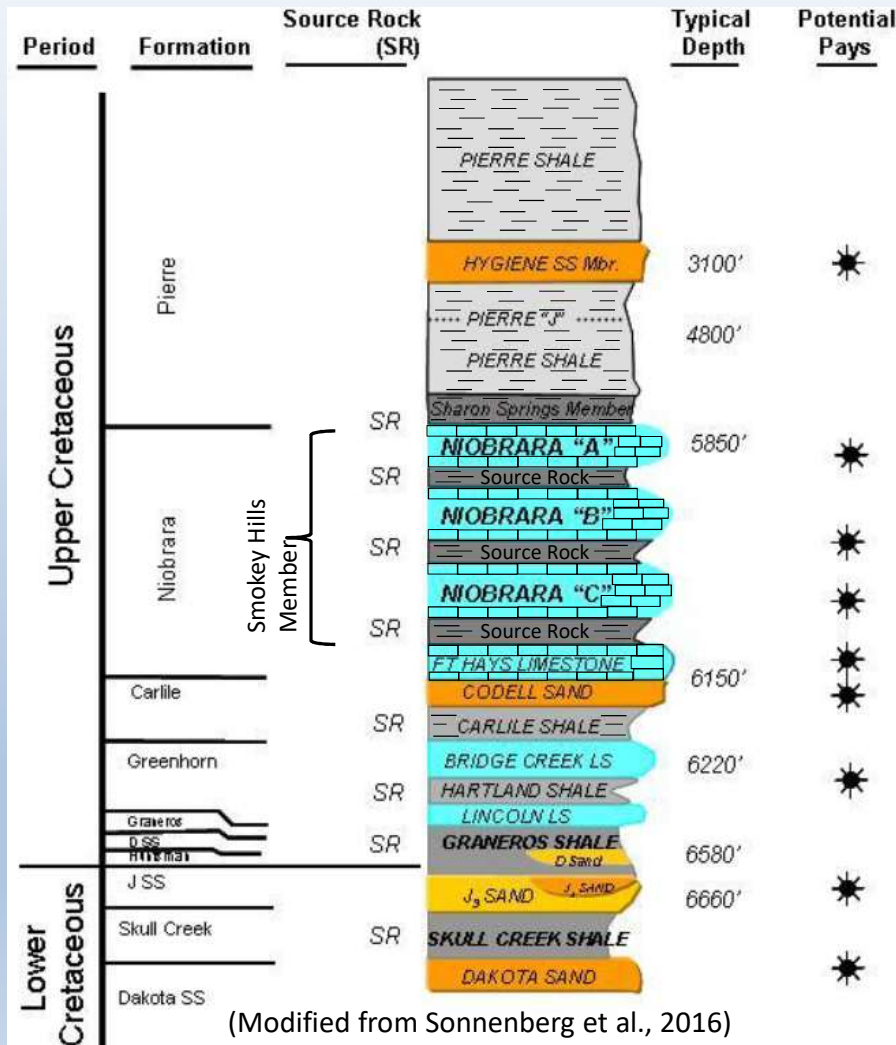 Period
Formation
Source Rock
(SR)
Typical
Depth
Potential
Pays
Upper Cretaceous
Lower
Cretaceous
Pierre
Niobrara
Smokey Hills
Member
Carlile
Greenhorn
Graneros
D SS
Huntsman
J SS
Skull Creek
Dakota SS
SR
SR
SR
SR
SR
SR
SR
SR
PIERRE SHALE
HYGIENE SS Mbr.
PIERRE "J"
PIERRE SHALE
Sharon Springs Member
NIOBRARA "A"
Source Rock
NIOBRARA "B"
Source Rock
NIOBRARA "C"
Source Rock
FT HAYS LIMESTONE
CODELL SAND
CARLILE SHALE
BRIDGE CREEK LS
HARTLAND SHALE
LINCOLN LS
GRANEROS SHALE
D Sand
J SAND
SKULL CREEK SHALE
DAKOTA SAND
3100'
4800'
5850'
6150'
6220'
6580'
6660'
(Modified from Sonnenberg et al., 2016)